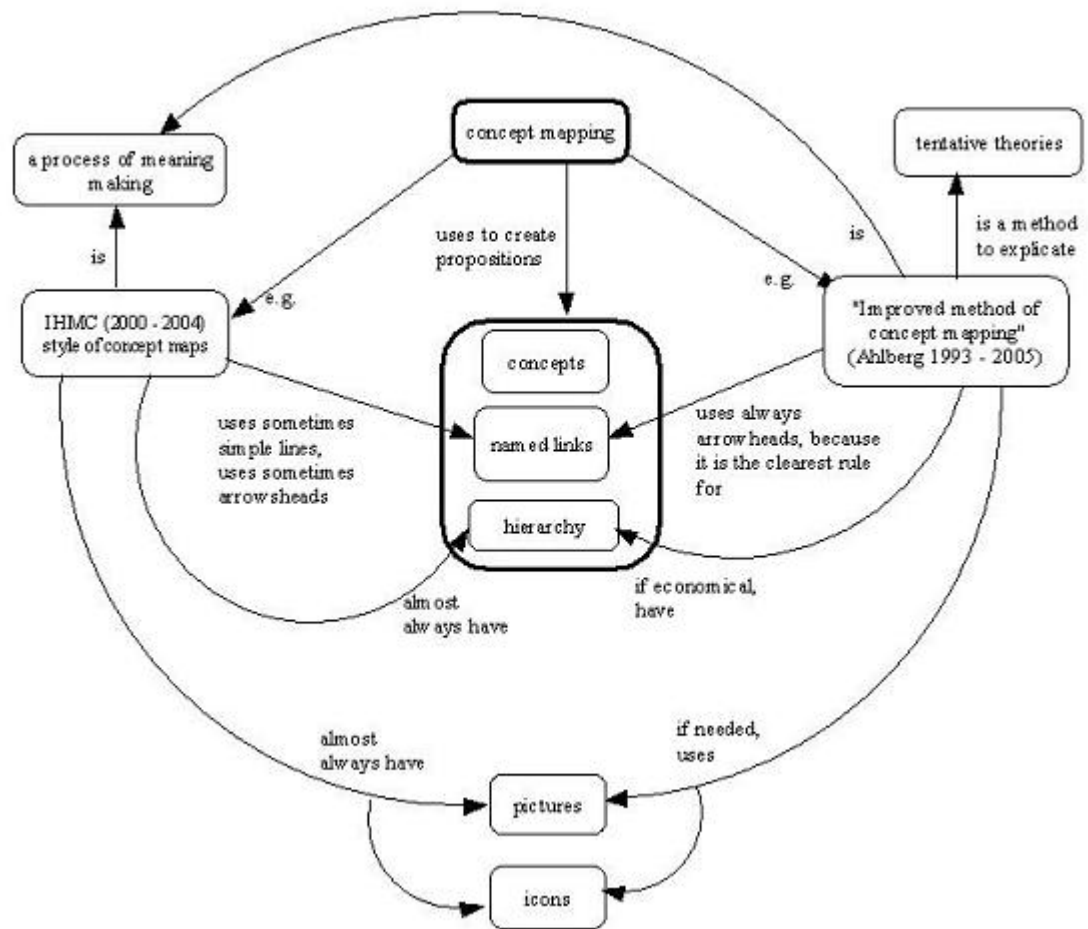 concept mapping
tentative theories
a process of meaning
making
is
uses to create
propositions
is
is a method
to explicate
e.g.
e.g.
IHMC (2000 - 2004)
style of concept maps
"Improved method of
concept mapping"
(Ahlberg 1993 - 2005)
concepts
named links
hierarchy
uses sometimes
simple lines,
uses sometimes
arrowsheads
uses always
arrowheads, because
it is the clearest rule
for
almost
always have
if economical,
have
almost
always have
if needed,
uses
pictures
icons